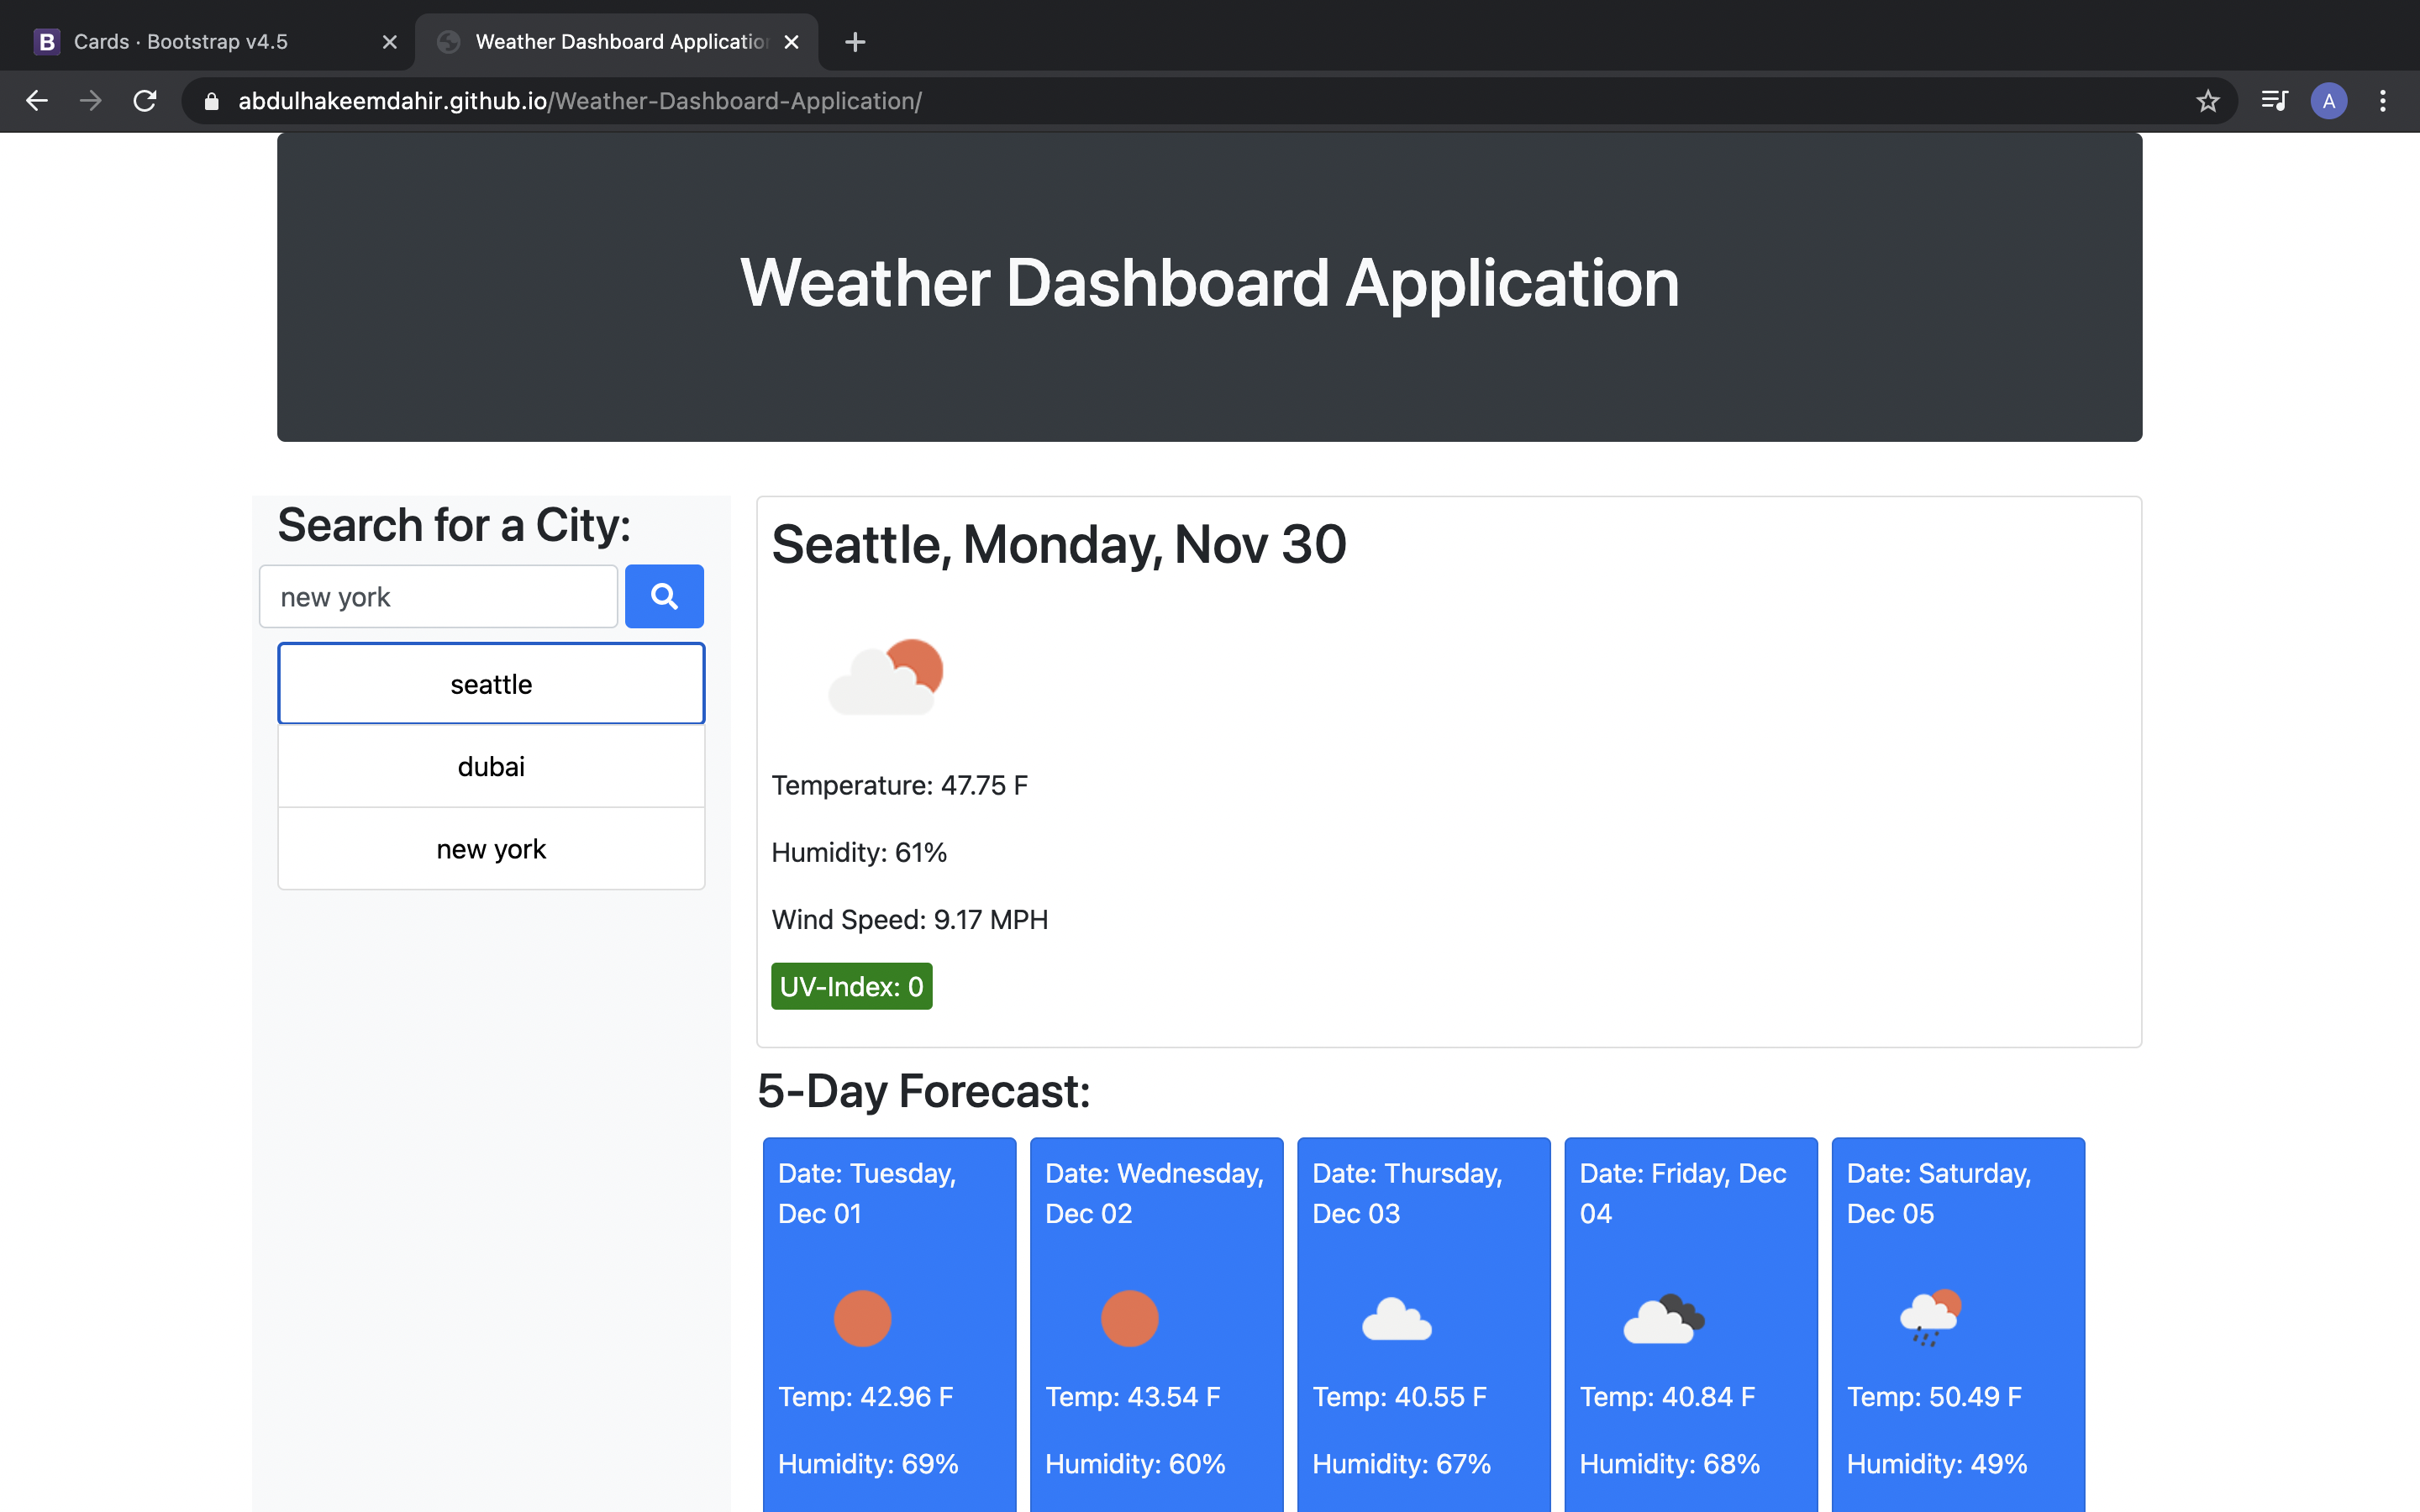 Cards · Bootstrap v4.5
Weather Dashboard Applicatio
abdulhakeemdahir.github.io/Weather-Dashboard-Application/
A
Weather Dashboard Application
Search for a City:
new york
seattle
dubai
new york
Seattle, Monday, Nov 30
Temperature: 47.75 F
Humidity: 61%
Wind Speed: 9.17 MPH
UV-Index: 0
5-Day Forecast:
Date: Tuesday,
Dec 01
Temp: 42.96 F
Humidity: 69%
Date: Wednesday,
Dec 02
Temp: 43.54 F
Humidity: 60%
Date: Thursday,
Dec 03
Temp: 40.55 F
Humidity: 67%
Date: Friday, Dec
04
Temp: 40.84 F
Humidity: 68%
Date: Saturday,
Dec 05
Temp: 50.49 F
Humidity: 49%